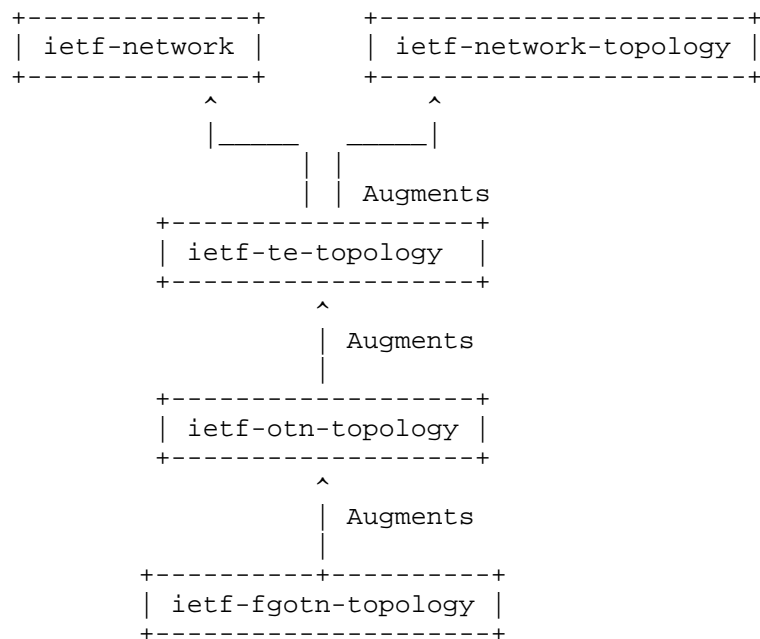 ietf-network
ietf-network-topology
Augments
ietf-te-topology
Augments
ietf-otn-topology
Augments
ietf-fgotn-topology